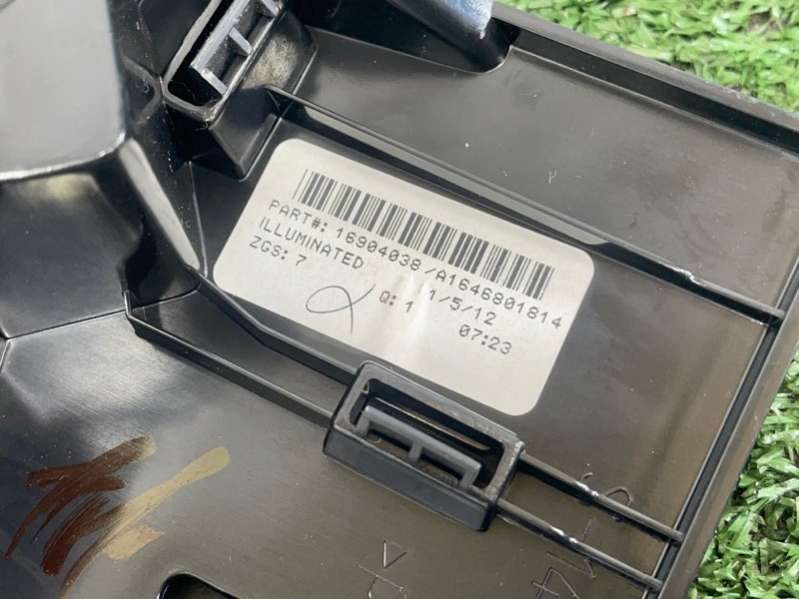 PART#: 16904038/A1646801814
ILLUMINATED
ZGS: 7
Q: 1
1/5/12
07:23